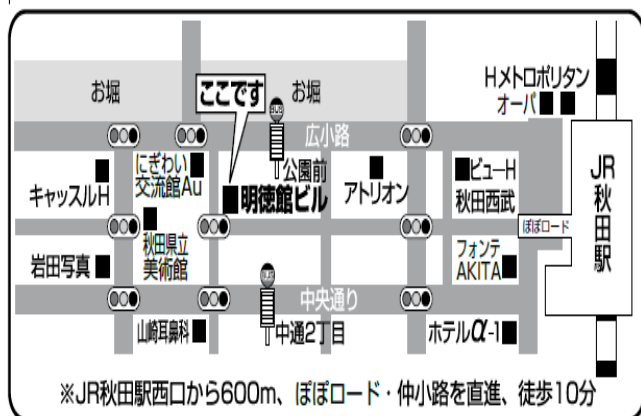 Hメトロポリタン
オーパ
お堀
ここです
お堀
BUS
広小路
キャッスルH
にぎわい
交流館Au
明徳館ビル
公園前
アトリオン
ビューH
秋田西武
JR秋田駅
ぽぽロード
岩田写真
秋田県立
美術館
フォンテ
AKITA
BUS
中央通り
山崎耳鼻科
中通2丁目
ホテルα-1
※JR秋田駅西口から600m、ぽぽロード・仲小路を直進、徒歩10分